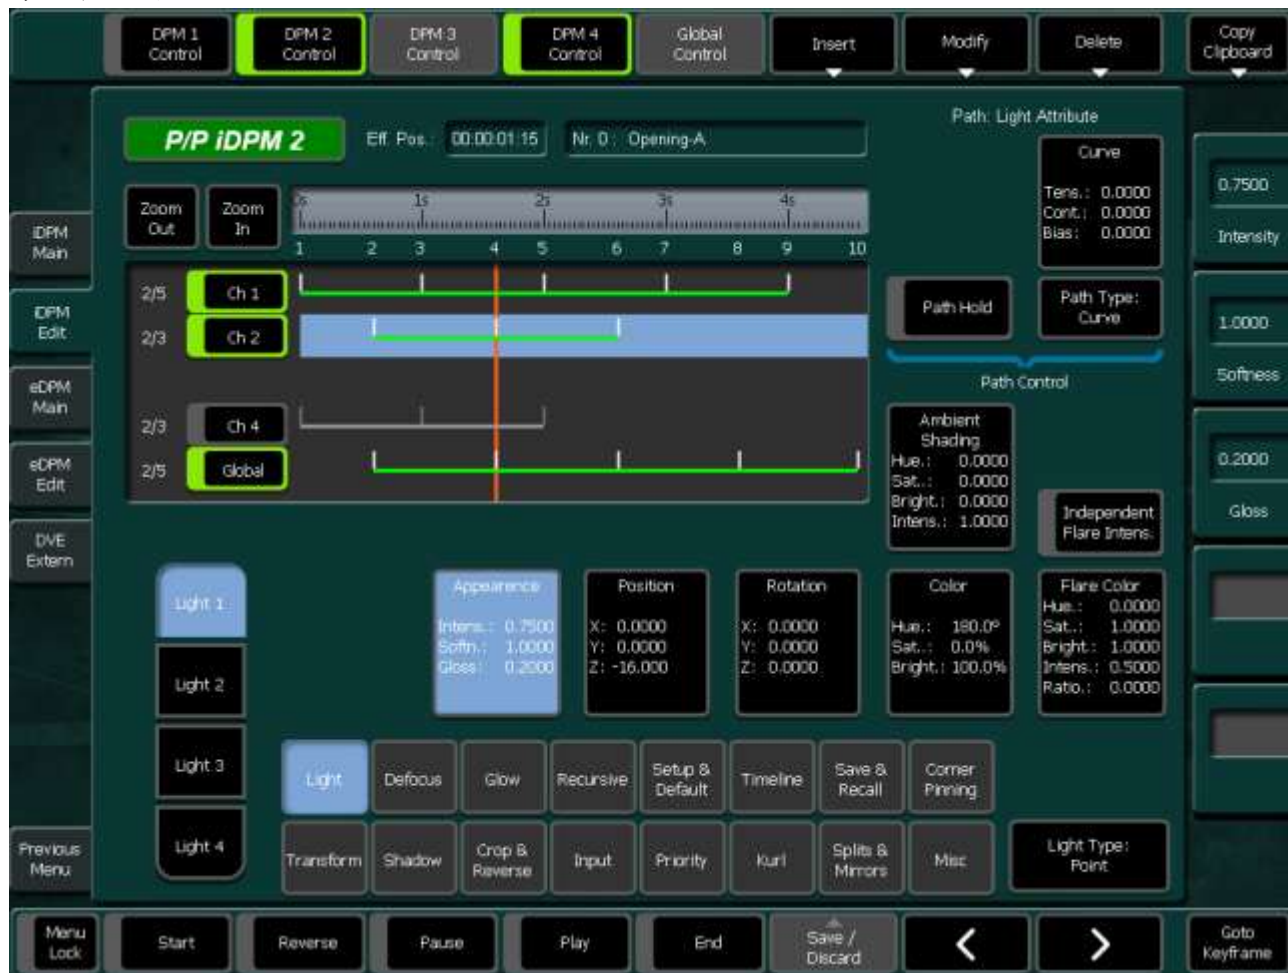 DPM 1 Control
DPM 2 Control
DPM 3 Control
DPM 4 Control
Global Control
Insert
Modify
Delete
Copy Clipboard
P/P iDPM 2
Eff. Pos.: 00:00:01:15
Nr. 0 : Opening-A
Path: Light Attribute
Curve
Tens.: 0.0000
Cont.: 0.0000
Bias: 0.0000
Zoom Out
Zoom In
0s 1s 2s 3s 4s
1 2 3 4 5 6 7 8 9 10
2/5 Ch 1
2/3 Ch 2
2/3 Ch 4
2/5 Global
Path Hold
Path Type:
Curve
Path Control
iDPM Main
iDPM Edit
eDPM Main
eDPM Edit
DVE Extern
Previous Menu
0.7500
Intensity
1.0000
Softness
0.2000
Gloss
Ambient
Shading
Hue.: 0.0000
Sat..: 0.0000
Bright.: 0.0000
Intens.: 1.0000
Independent
Flare Intens.
Light 1
Light 2
Light 3
Light 4
Appearence
Intens.: 0.7500
Softn.: 1.0000
Gloss: 0.2000
Position
X: 0.0000
Y: 0.0000
Z: -16.000
Rotation
X: 0.0000
Y: 0.0000
Z: 0.0000
Color
Hue.: 180.0º
Sat..: 0.0%
Bright.: 100.0%
Flare Color
Hue.: 0.0000
Sat..: 1.0000
Bright.: 1.0000
Intens.: 0.5000
Ratio.: 0.0000
Light
Defocus
Glow
Recursive
Setup & Default
Timeline
Save & Recall
Corner Pinning
Transform
Shadow
Crop & Reverse
Input
Priority
Kurl
Splits & Mirrors
Misc
Light Type:
Point
Menu Lock
Start
Reverse
Pause
Play
End
Save / Discard
<
>
Goto Keyframe